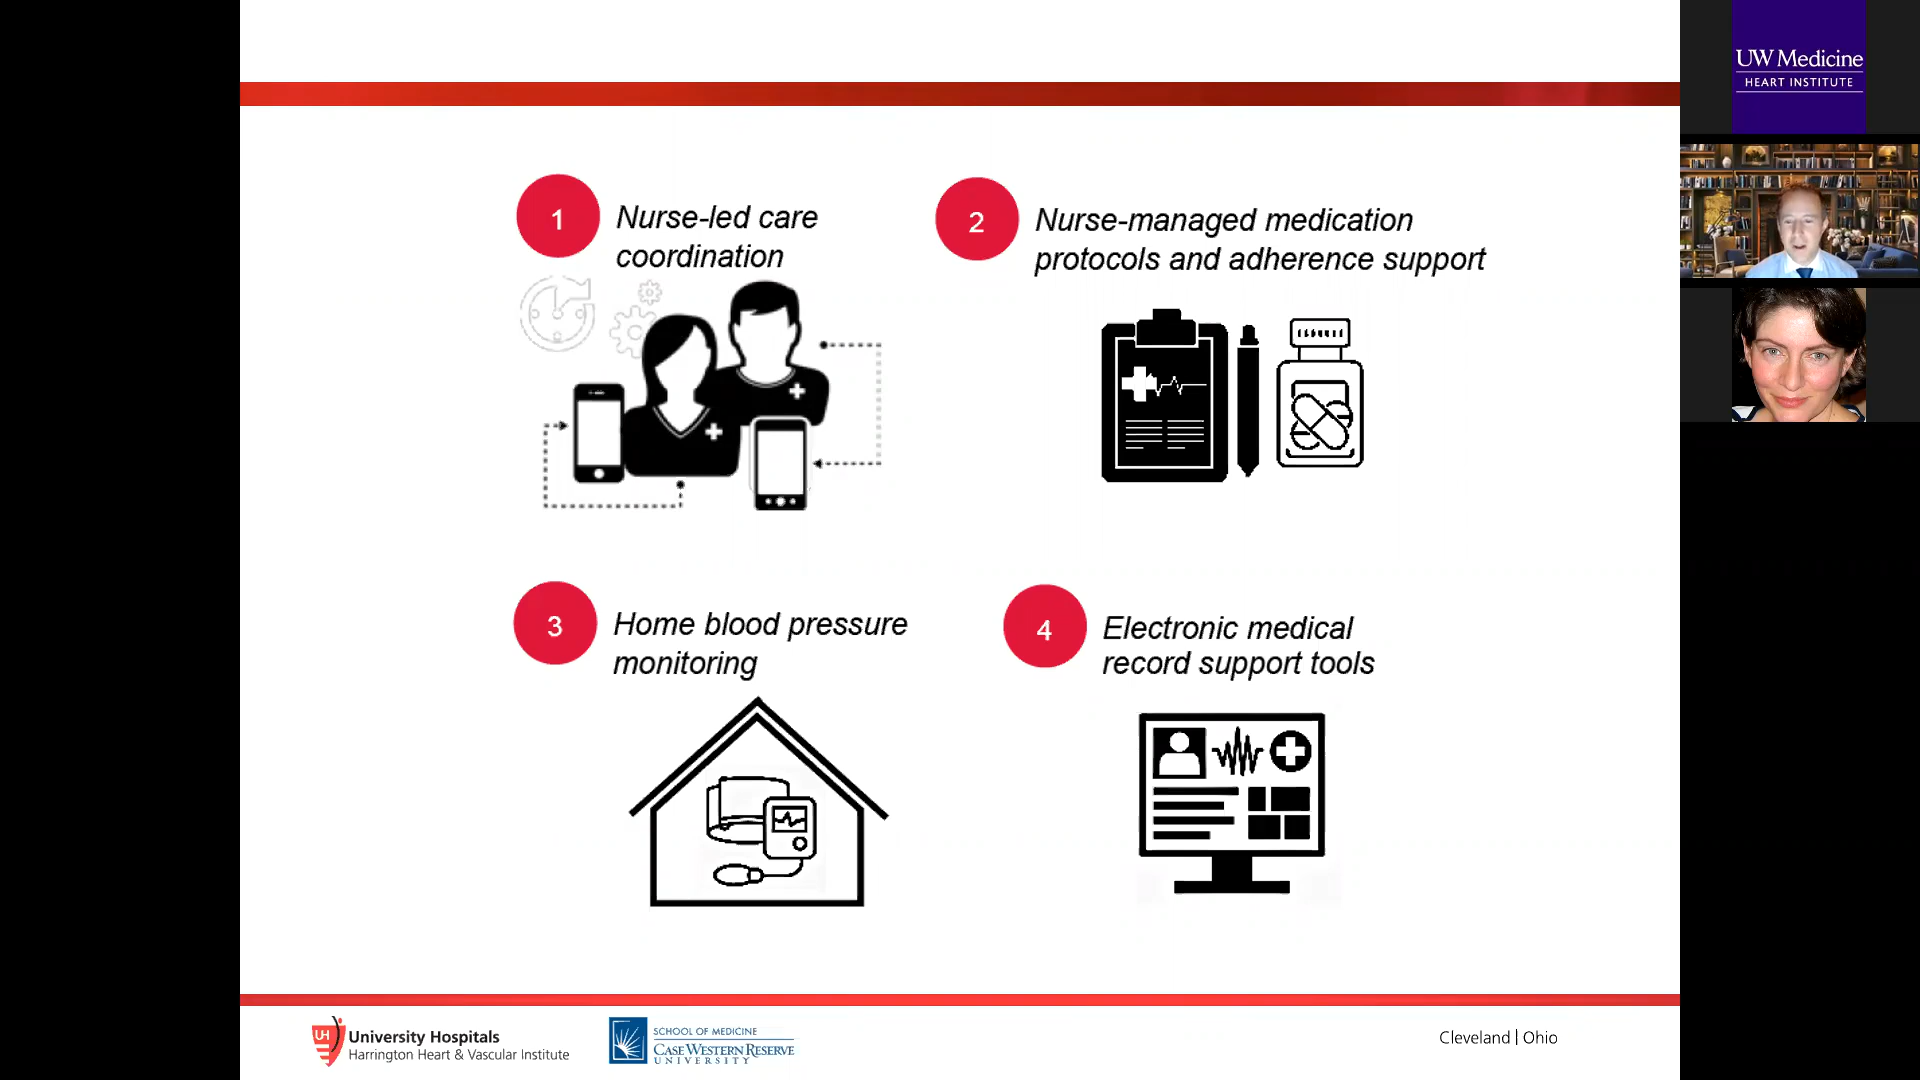 1
Nurse-led care
coordination
2
Nurse-managed medication
protocols and adherence support
3
Home blood pressure
monitoring
4
Electronic medical
record support tools
UH
University Hospitals
Harrington Heart & Vascular Institute
SCHOOL OF MEDICINE
CASE WESTERN RESERVE
UNIVERSITY
Cleveland | Ohio
UW Medicine
HEART INSTITUTE